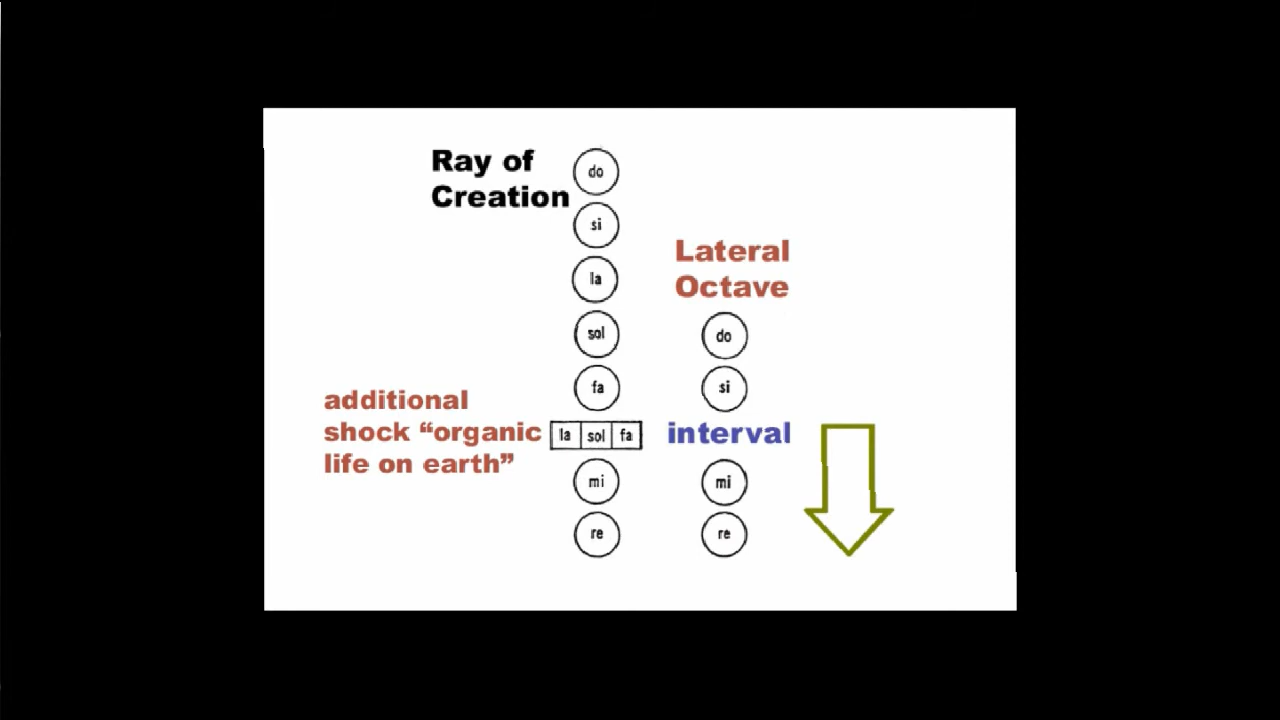 Ray of
Creation
do
si
la
sol
fa
Lateral
Octave
do
si
additional
shock “organic
life on earth”
la sol fa
interval
mi
re
mi
re